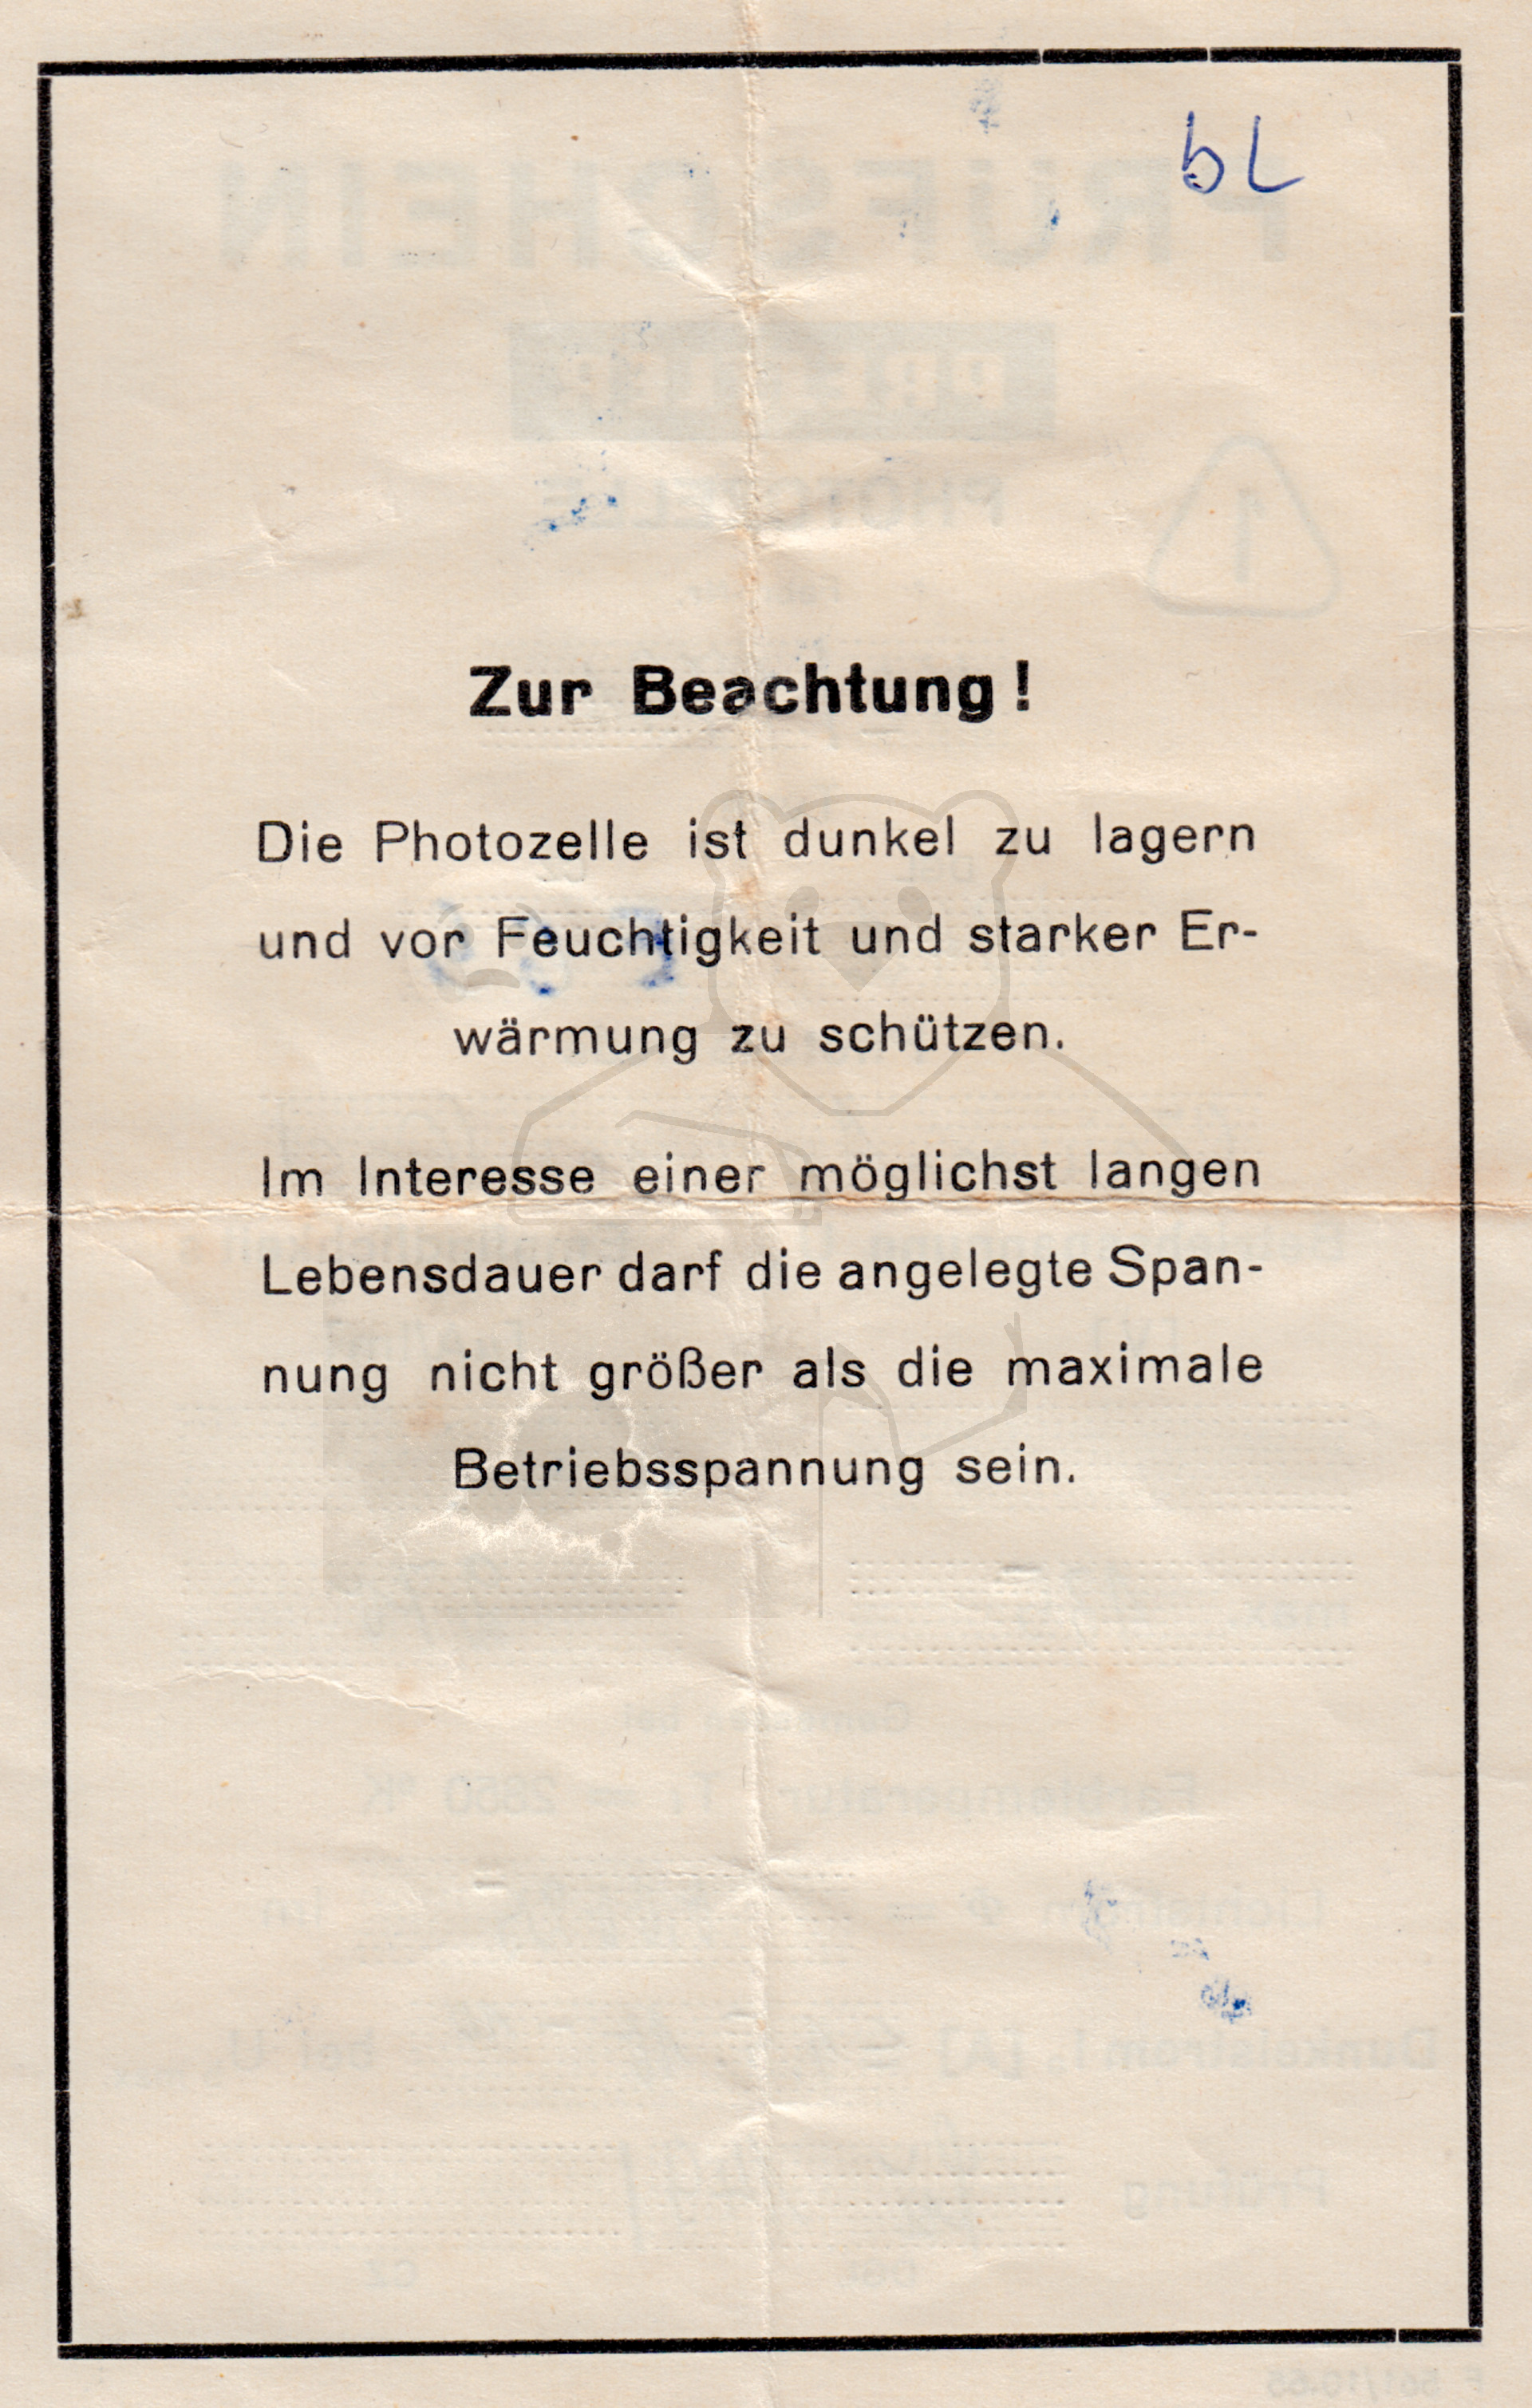 bL
Zur Beachtung!
Die Photozelle ist dunkel zu lagern
und vor Feuchtigkeit und starker Er-
wärmung zu schützen.
Im Interesse einer möglichst langen
Lebensdauer darf die angelegte Span-
nung nicht größer als die maximale
Betriebsspannung sein.